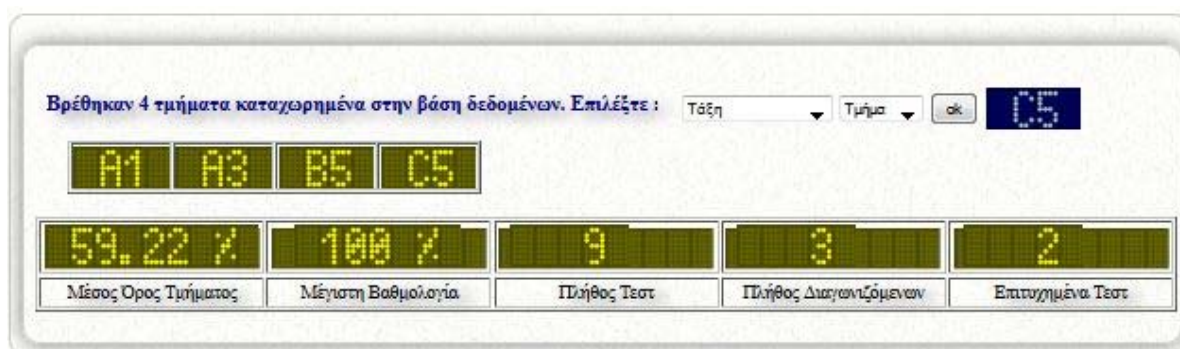 Βρέθηκαν 4 τμήματα καταχωρημένα στην βάση δεδομένων. Επιλέξτε : Τάξη Τμήμα ok C5
A1 A3 B5 C5
59.22 % 100 % 9 3 2
Μέσος Όρος Τμήματος Μέγιστη Βαθμολογία Πλήθος Τεστ Πλήθος Διαγωνιζόμενων Επιτυχημένα Τεστ